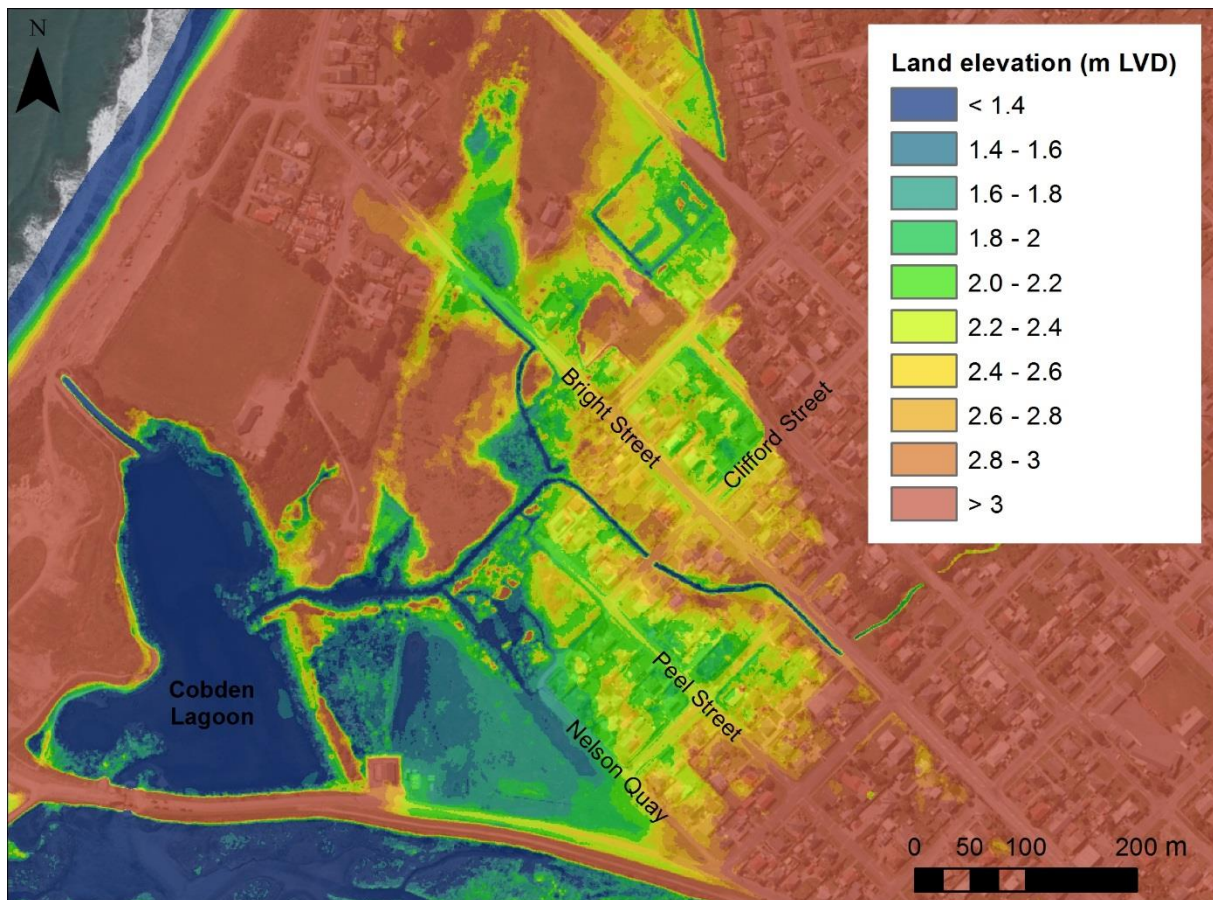 N
Land elevation (m LVD)
< 1.4
1.4 - 1.6
1.6 - 1.8
1.8 - 2
2.0 - 2.2
2.2 - 2.4
2.4 - 2.6
2.6 - 2.8
2.8 - 3
> 3
Bright Street
Clifford Street
Peel Street
Nelson Quay
Cobden
Lagoon
0 50 100 200 m